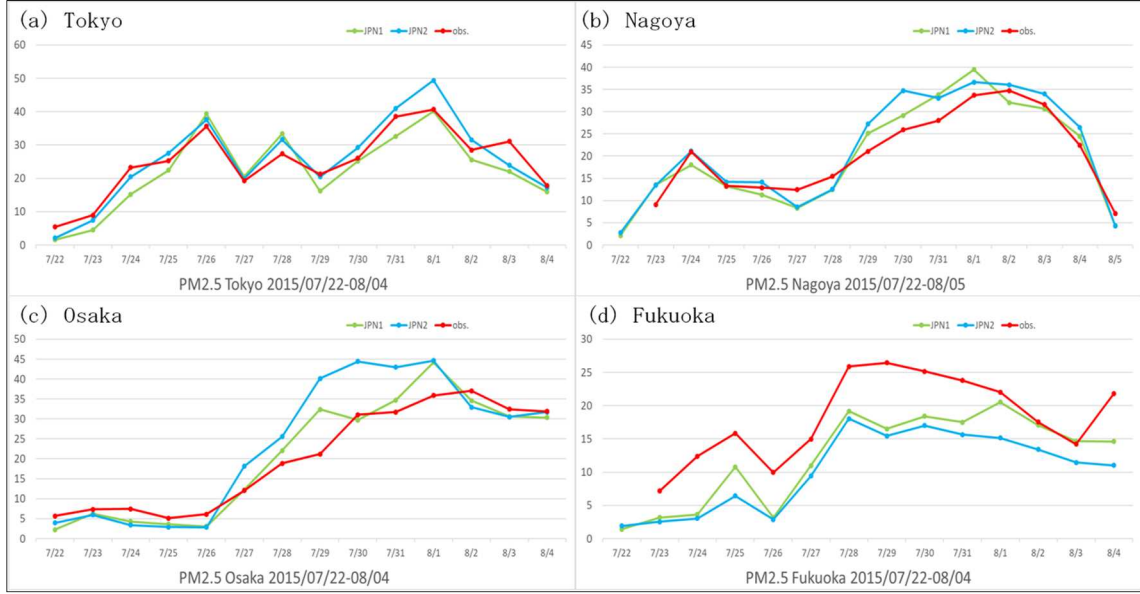 (a) Tokyo
JPN1 JPN2 obs.
60
50
40
30
20
10
0
7/22 7/23 7/24 7/25 7/26 7/27 7/28 7/29 7/30 7/31 8/1 8/2 8/3 8/4
PM2.5 Tokyo 2015/07/22-08/04
(b) Nagoya
JPN1 JPN2 obs.
45
40
35
30
25
20
15
10
5
0
7/22 7/23 7/24 7/25 7/26 7/27 7/28 7/29 7/30 7/31 8/1 8/2 8/3 8/4 8/5
PM2.5 Nagoya 2015/07/22-08/05
(c) Osaka
JPN1 JPN2 obs.
50
45
40
35
30
25
20
15
10
5
0
7/22 7/23 7/24 7/25 7/26 7/27 7/28 7/29 7/30 7/31 8/1 8/2 8/3 8/4
PM2.5 Osaka 2015/07/22-08/04
(d) Fukuoka
JPN1 JPN2 obs.
30
25
20
15
10
5
0
7/22 7/23 7/24 7/25 7/26 7/27 7/28 7/29 7/30 7/31 8/1 8/2 8/3 8/4
PM2.5 Fukuoka 2015/07/22-08/04